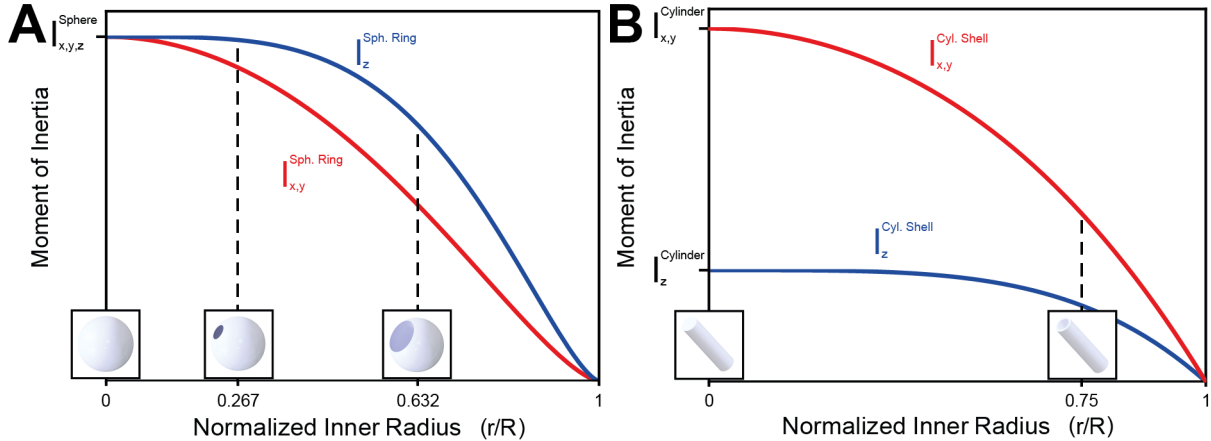 A
Moment of Inertia
I Sphere x,y,z
I Sph. Ring z
I Sph. Ring x,y
0
0.267
0.632
1
Normalized Inner Radius (r/R)
B
Moment of Inertia
I Cylinder x,y
I Cyl. Shell x,y
I Cyl. Shell z
I Cylinder z
0
0.75
1
Normalized Inner Radius (r/R)